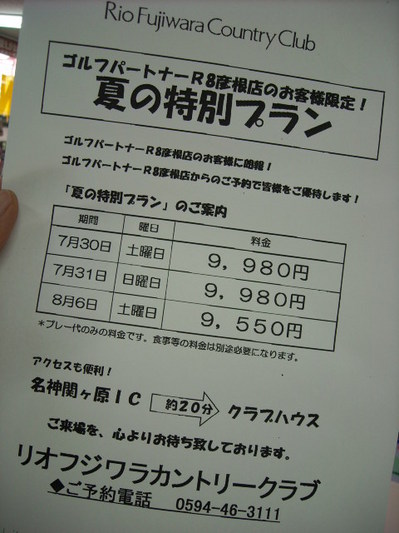 Rio Fujiwara Country Club
ゴルフパートナーR8彦根店のお客様限定!
夏の特別プラン
ゴルフパートナーR8彦根店のお客様に朗報!
ゴルフパートナーR8彦根店からのご予約で皆様をご優待します!
「夏の特別プラン」のご案内
期間 曜日 料金
7月30日 土曜日 9,980円
7月31日 日曜日 9,980円
8月6日 土曜日 9,550円
*プレー代のみの料金です。食事等の料金は別途必要になります。
アクセスも便利!
名神関ヶ原IC 約20分 クラブハウス
ご来場を、心よりお待ち致しております。
リオフジワラカントリークラブ
◆ご予約電話 0594-46-3111